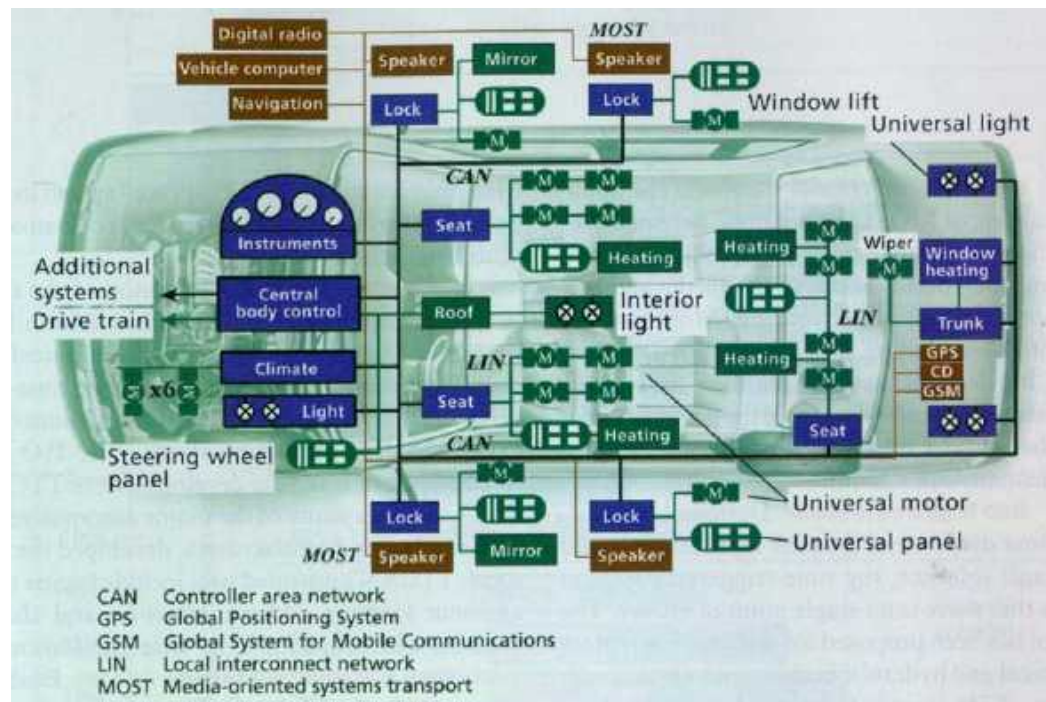 MOST
Digital radio
Vehicle computer
Navigation
Speaker
Mirror
Speaker
Lock
M
Lock
M
Window lift
Universal light
CAN
Instruments
Seat
M M
M M
Heating
Heating
M
M
Wiper
M
Window
heating
Additional
systems
Drive train
Central
body control
Roof
Interior
light
LIN
Trunk
Climate
x6
M M
Light
LIN
Seat
M M
M M
Heating
CAN
Heating
M
M
GPS
CD
GSM
Seat
Steering wheel
panel
M
Lock
Mirror
Lock
M
Universal motor
Universal panel
MOST
Speaker
Speaker
CAN Controller area network
GPS Global Positioning System
GSM Global System for Mobile Communications
LIN Local interconnect network
MOST Media-oriented systems transport